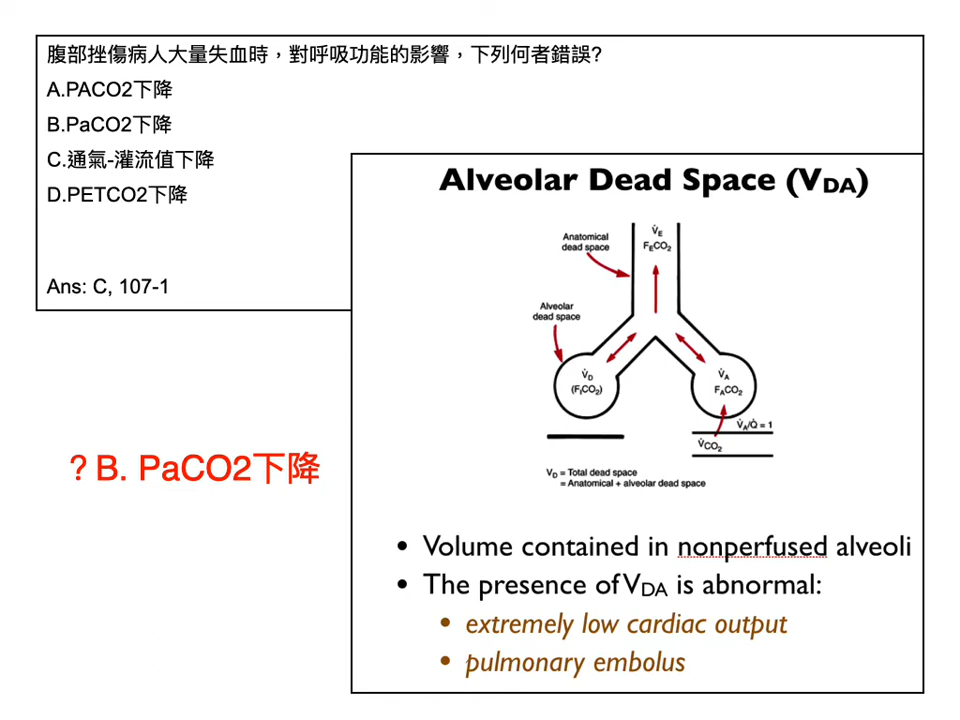 腹部挫傷病人大量失血時，對呼吸功能的影響，下列何者錯誤?
A.PACO2下降
B.PaCO2下降
C.通氣-灌流值下降
D.PETCO2下降
Ans: C, 107-1
? B. PaCO2下降
Alveolar Dead Space (VDA)
Anatomical
dead space
V̇E
FECO2
Alveolar
dead space
V̇D
(FICO2)
V̇A
FACO2
V̇A/Q̇ = 1
V̇CO2
VD = Total dead space
= Anatomical + alveolar dead space
• Volume contained in nonperfused alveoli
• The presence of VDA is abnormal:
• extremely low cardiac output
• pulmonary embolus